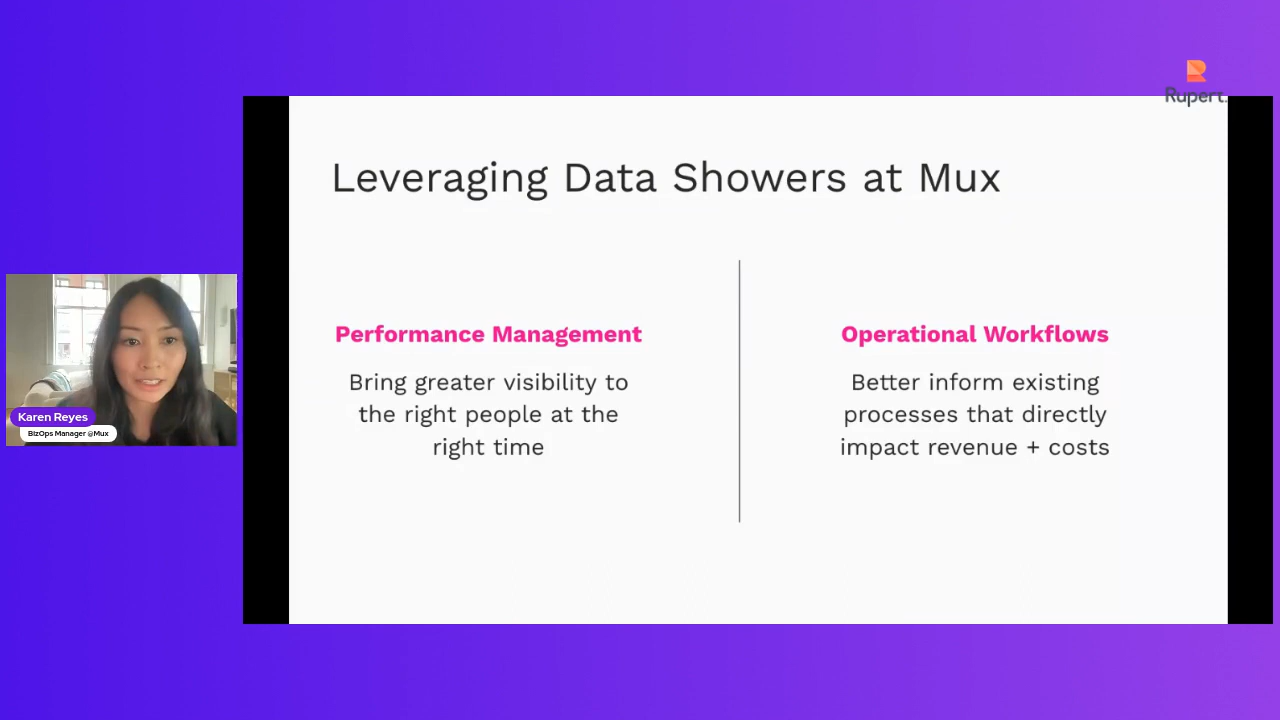 Rupert.
Leveraging Data Showers at Mux
Performance Management
Bring greater visibility to
the right people at the
right time
Operational Workflows
Better inform existing
processes that directly
impact revenue + costs
Karen Reyes
BizOps Manager @Mux